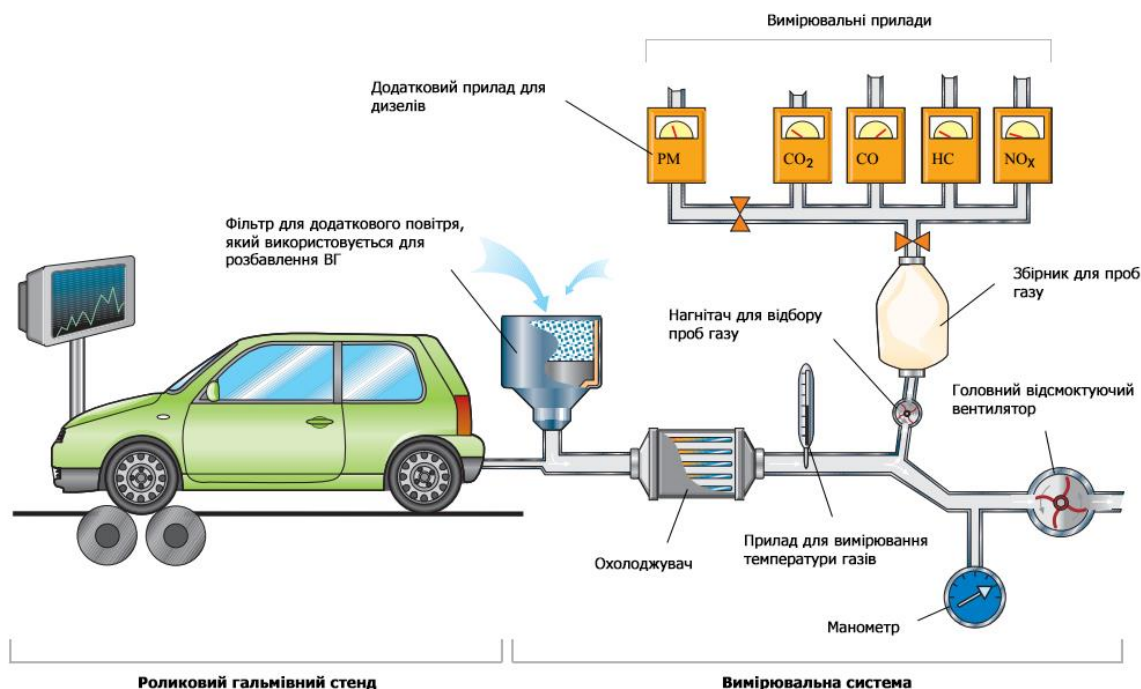 Вимірювальні прилади
Додатковий прилад для
дизелів
PM
CO₂
CO
HC
NOX
Фільтр для додаткового повітря,
який використовується для
розбавлення ВГ
Збірник для проб
газу
Нагнітач для відбору
проб газу
Головний відсмоктуючий
вентилятор
Охолоджувач
Прилад для вимірювання
температури газів
Манометр
Роликовий гальмівний стенд
Вимірювальна система